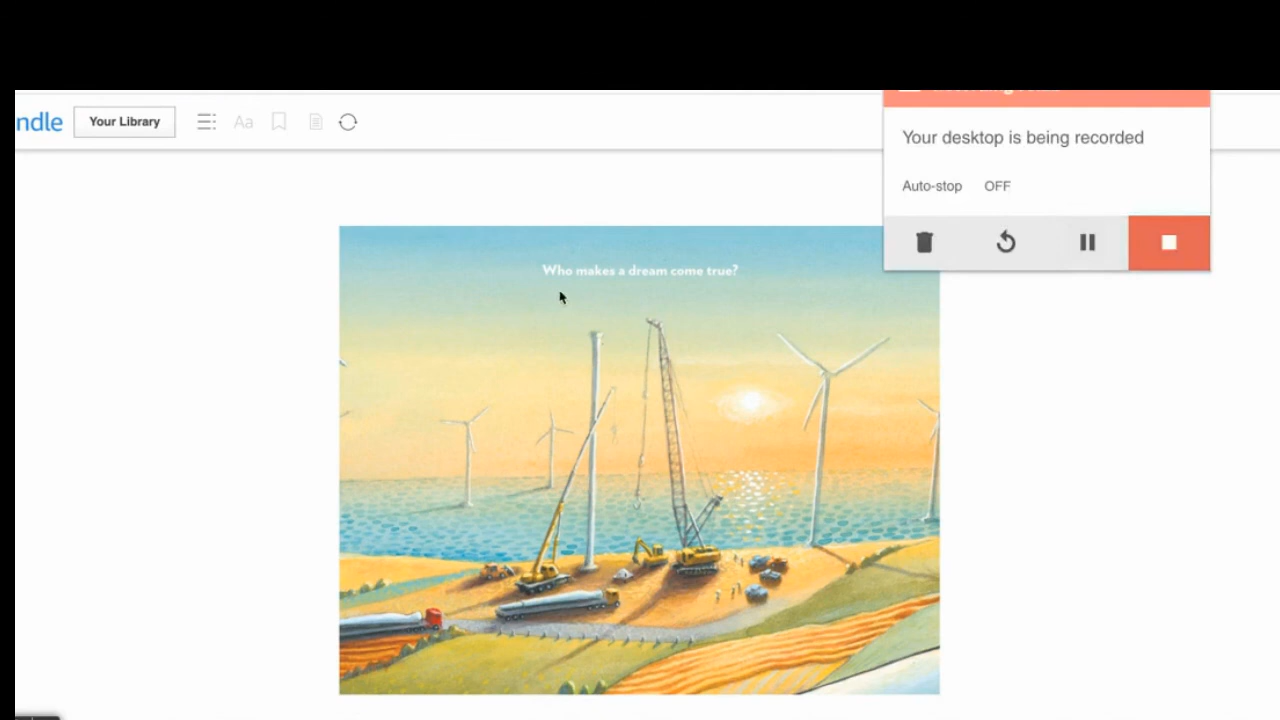 ndle
Your Library
Aa
Your desktop is being recorded
Auto-stop OFF
Who makes a dream come true?